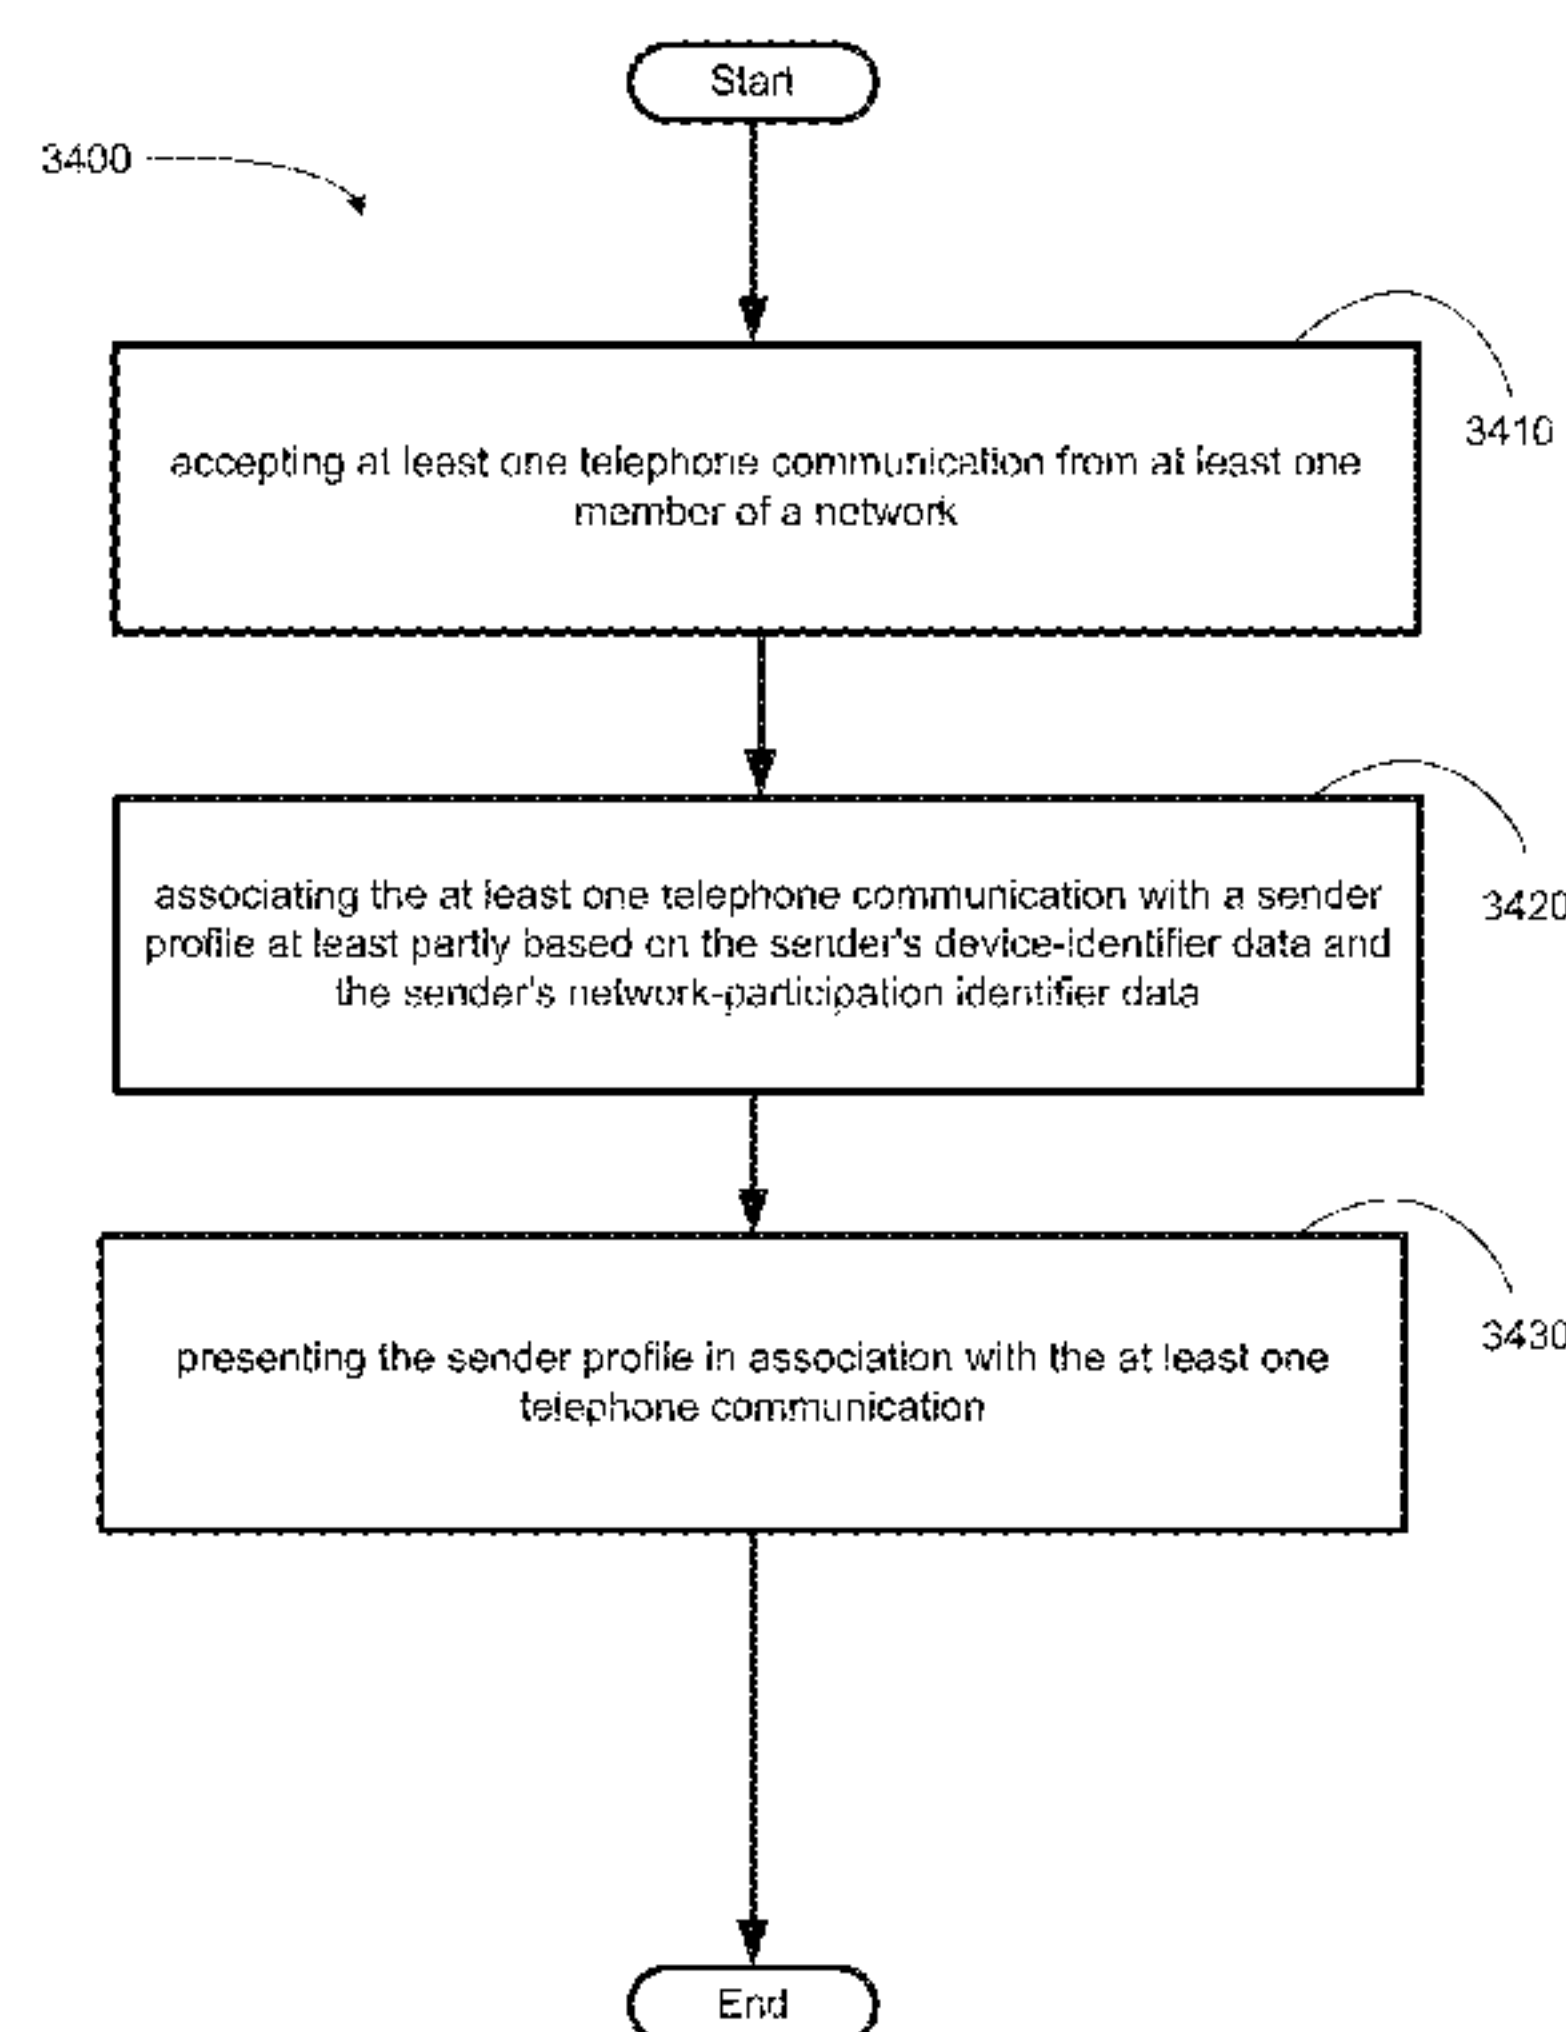 Start
3400
accepting at least one telephone communication from at least one
member of a network
3410
associating the at least one telephone communication with a sender
profile at least partly based on the sender's device-identifier data and
the sender's network-participation identifier data
3420
presenting the sender profile in association with the at least one
telephone communication
3430
End